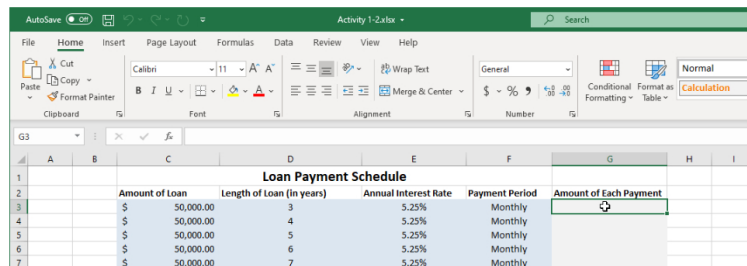 AutoSave Off Activity 1-2.xlsx Search
File Home Insert Page Layout Formulas Data Review View Help
Cut
Copy
Format Painter
Paste
Calibri 11 A^ Aˇ
B I U A
Wrap Text
Merge & Center
General
$ % 9 .00
Conditional Formatting
Format as Table
Normal
Calculation
Clipboard Font Alignment Number
G3 fx
A B C D E F G H I
1 Loan Payment Schedule
2 Amount of Loan Length of Loan (in years) Annual Interest Rate Payment Period Amount of Each Payment
3 $ 50,000.00 3 5.25% Monthly
4 $ 50,000.00 4 5.25% Monthly
5 $ 50,000.00 5 5.25% Monthly
6 $ 50,000.00 6 5.25% Monthly
7 $ 50,000.00 7 5.25% Monthly